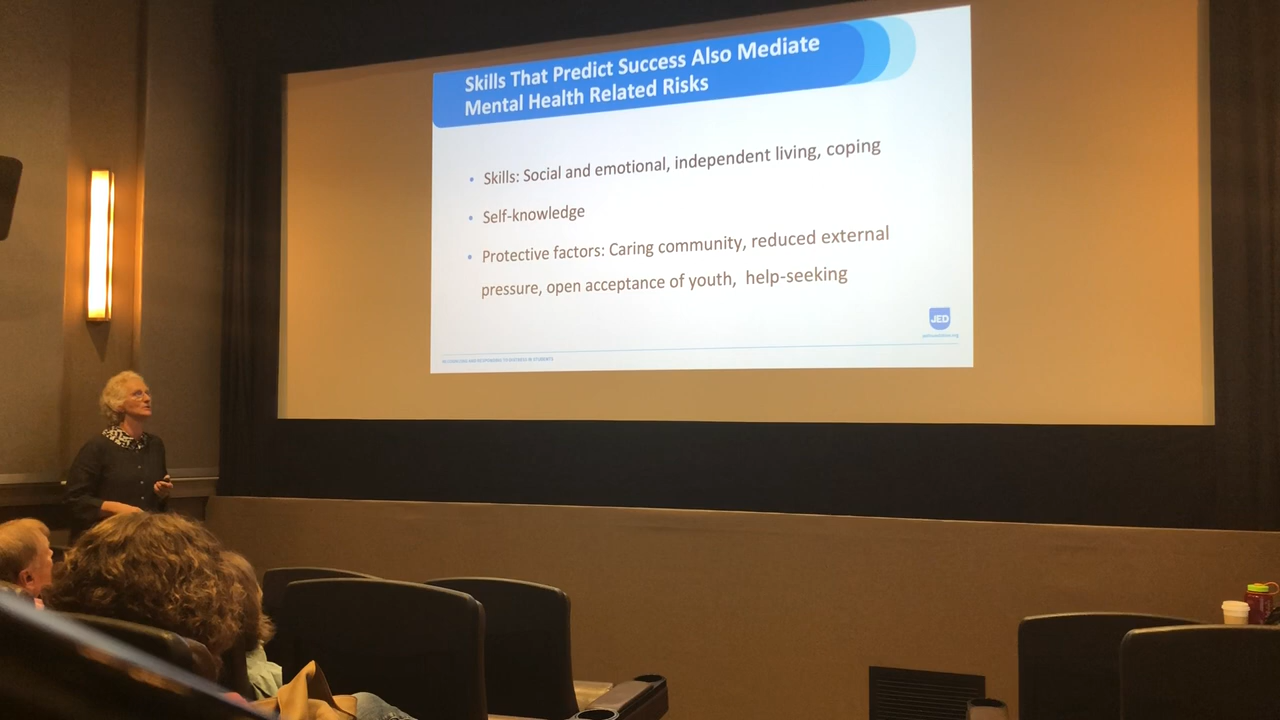 Skills That Predict Success Also Mediate
Mental Health Related Risks
• Skills: Social and emotional, independent living, coping
• Self-knowledge
• Protective factors: Caring community, reduced external
pressure, open acceptance of youth, help-seeking
JED